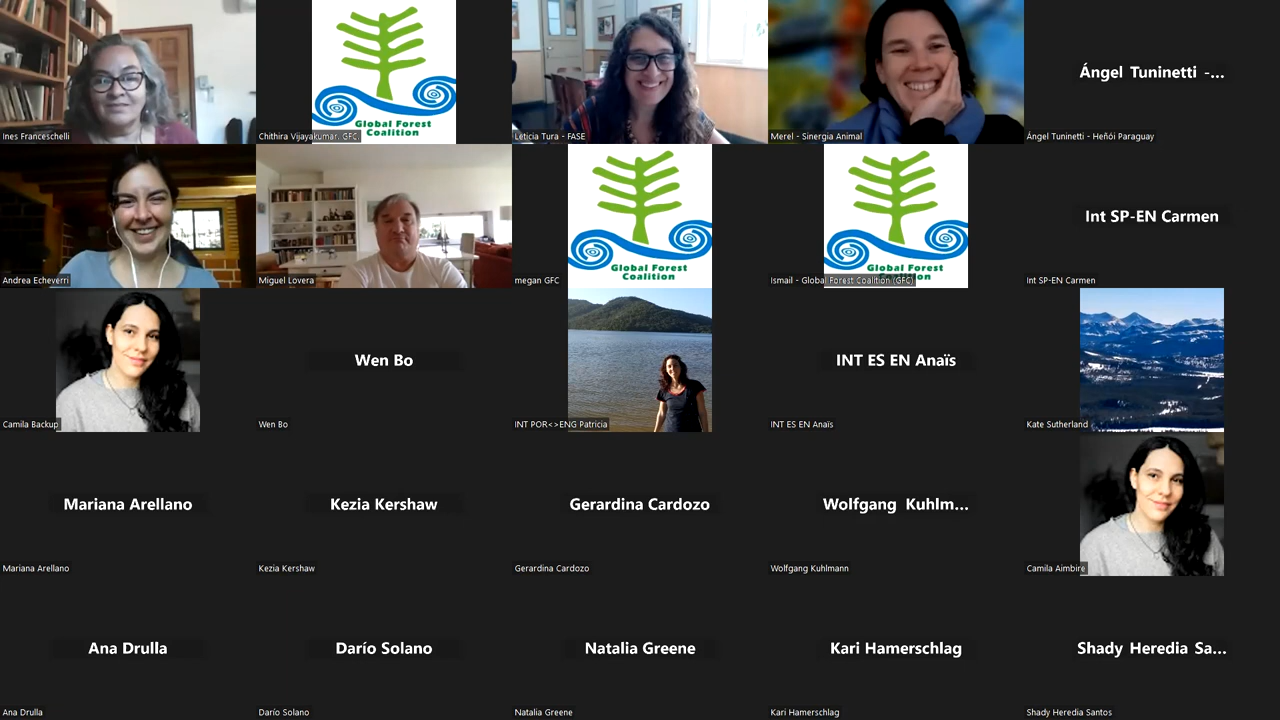 Ines Franceschelli
Global Forest
Coalition
Chithira Vijayakumar, GFC,
Leticia Tura - FASE
Merel - Sinergia Animal
Ángel Tuninetti -...
Ángel Tuninetti - Heñói Paraguay
Andrea Echeverri
Miguel Lovera
Global Forest
Coalition
megan GFC
Global Forest
Coalition
Ismail - Global Forest Coalition (GFC)
Int SP-EN Carmen
Int SP-EN Carmen
Camila Backup
Wen Bo
Wen Bo
INT POR<>ENG Patricia
INT ES EN Anaïs
INT ES EN Anaïs
Kate Sutherland
Mariana Arellano
Mariana Arellano
Kezia Kershaw
Kezia Kershaw
Gerardina Cardozo
Gerardina Cardozo
Wolfgang Kuhlm...
Wolfgang Kuhlmann
Camila Aimbire
Ana Drulla
Ana Drulla
Darío Solano
Darío Solano
Natalia Greene
Natalia Greene
Kari Hamerschlag
Kari Hamerschlag
Shady Heredia Sa...
Shady Heredia Santos